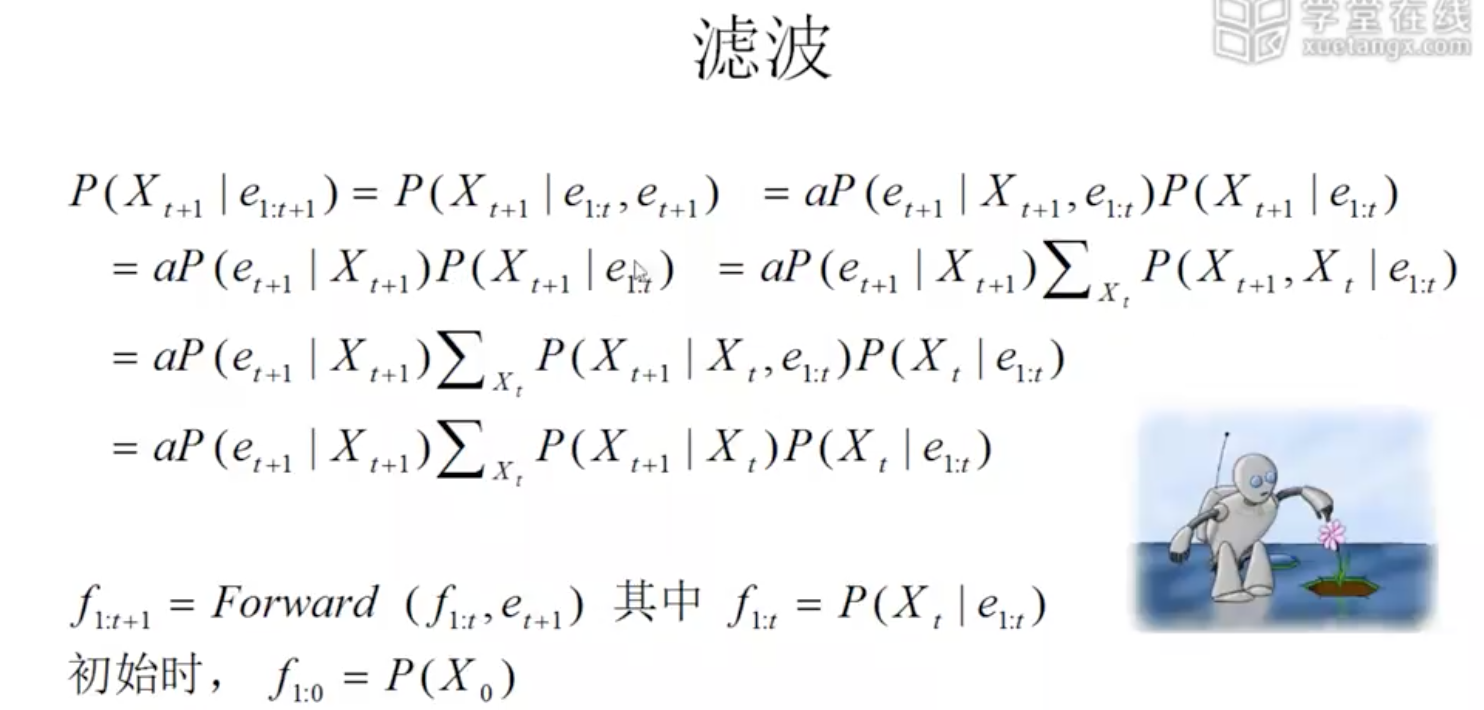 学堂在线
xuetangx.com
滤波
P(X_{t+1} | e_{1:t+1}) = P(X_{t+1} | e_{1:t}, e_{t+1}) = aP(e_{t+1} | X_{t+1}, e_{1:t})P(X_{t+1} | e_{1:t})
= aP(e_{t+1} | X_{t+1})P(X_{t+1} | e_{1:t}) = aP(e_{t+1} | X_{t+1})∑_{X_t} P(X_{t+1}, X_t | e_{1:t})
= aP(e_{t+1} | X_{t+1})∑_{X_t} P(X_{t+1} | X_t, e_{1:t})P(X_t | e_{1:t})
= aP(e_{t+1} | X_{t+1})∑_{X_t} P(X_{t+1} | X_t)P(X_t | e_{1:t})
f_{1:t+1} = Forward (f_{1:t}, e_{t+1}) 其中 f_{1:t} = P(X_t | e_{1:t})
初始时， f_{1:0} = P(X_0)